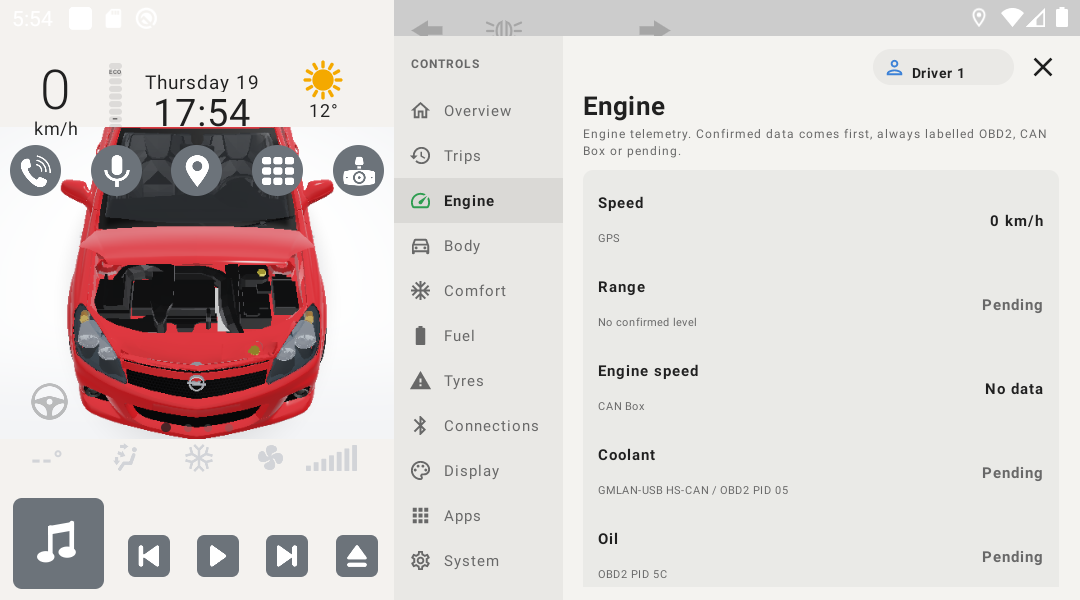 5:54
0
km/h
ECO
Thursday 19
17:54
12°
--°
CONTROLS
Overview
Trips
Engine
Body
Comfort
Fuel
Tyres
Connections
Display
Apps
System
Driver 1
Engine
Engine telemetry. Confirmed data comes first, always labelled OBD2, CAN
Box or pending.
Speed
0 km/h
GPS
Range
Pending
No confirmed level
Engine speed
No data
CAN Box
Coolant
Pending
GMLAN-USB HS-CAN / OBD2 PID 05
Oil
Pending
OBD2 PID 5C